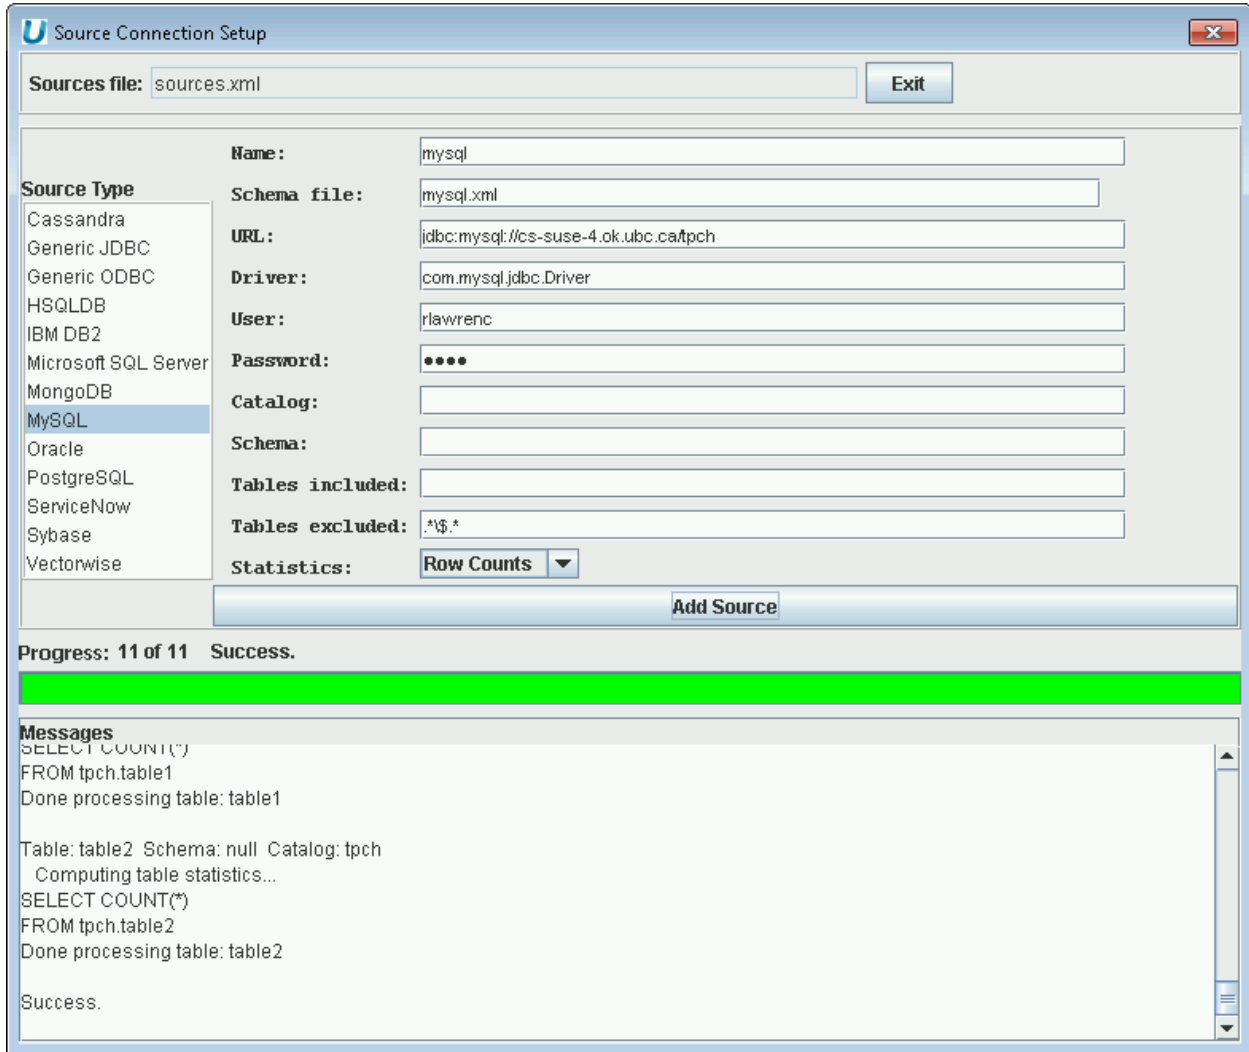 Source Connection Setup
Sources file: sources.xml Exit
Name: mysql
Source Type
Schema file: mysql.xml
Cassandra
URL: jdbc:mysql://cs-suse-4.ok.ubc.ca/tpch
Generic JDBC
Generic ODBC
Driver: com.mysql.jdbc.Driver
HSQLDB
User: rlawrenc
IBM DB2
Microsoft SQL Server
Password: ●●●●
MongoDB
Catalog:
MySQL
Oracle
Schema:
PostgreSQL
Tables included:
ServiceNow
Tables excluded: .*\$.*
Sybase
Vectorwise
Statistics: Row Counts
Add Source
Progress: 11 of 11 Success.
Messages
SELECT COUNT(*)
FROM tpch.table1
Done processing table: table1
Table: table2 Schema: null Catalog: tpch
Computing table statistics...
SELECT COUNT(*)
FROM tpch.table2
Done processing table: table2
Success.